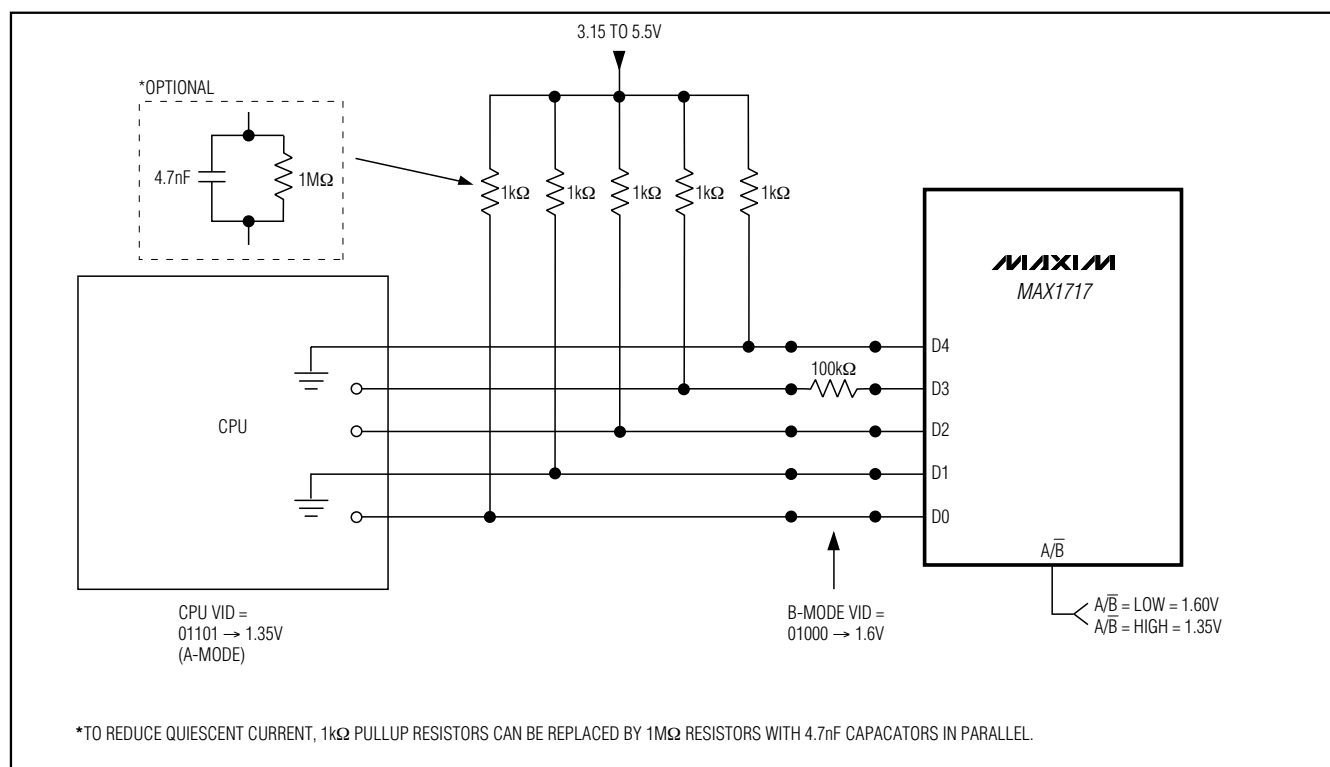 3.15 TO 5.5V
*OPTIONAL
4.7nF
1MΩ
1kΩ
1kΩ
1kΩ
1kΩ
1kΩ
MAXIM
MAX1717
D4
100kΩ
D3
CPU
D2
D1
D0
A/B̅
CPU VID =
01101 → 1.35V
(A-MODE)
B-MODE VID =
01000 → 1.6V
A/B̅ = LOW = 1.60V
A/B̅ = HIGH = 1.35V
*TO REDUCE QUIESCENT CURRENT, 1kΩ PULLUP RESISTORS CAN BE REPLACED BY 1MΩ RESISTORS WITH 4.7nF CAPACATORS IN PARALLEL.